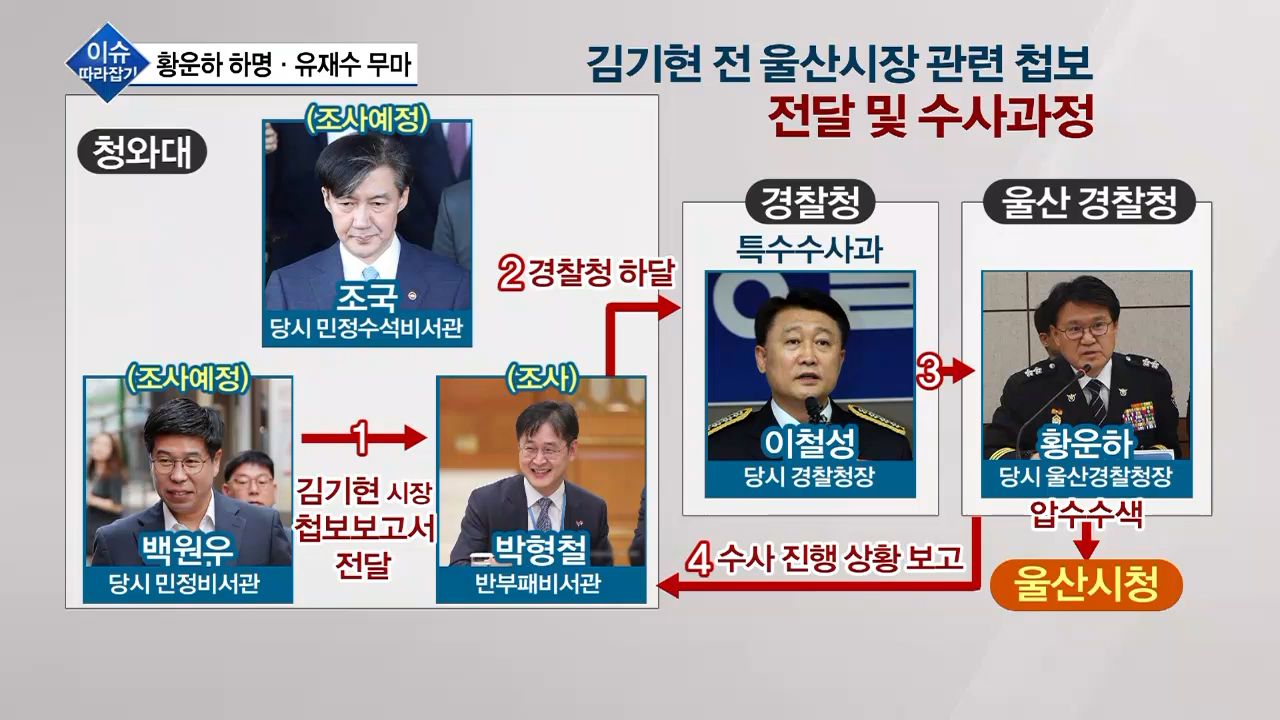 이슈
따라잡기
황운하 하명 · 유재수 무마
김기현 전 울산시장 관련 첩보
전달 및 수사과정
청와대
(조사예정)
조국
당시 민정수석비서관
(조사예정)
백원우
당시 민정비서관
1
김기현 시장
첩보보고서
전달
(조사)
박형철
반부패비서관
2 경찰청 하달
경찰청
특수수사과
이철성
당시 경찰청장
3
울산 경찰청
황운하
당시 울산경찰청장
압수수색
울산시청
4 수사 진행 상황 보고